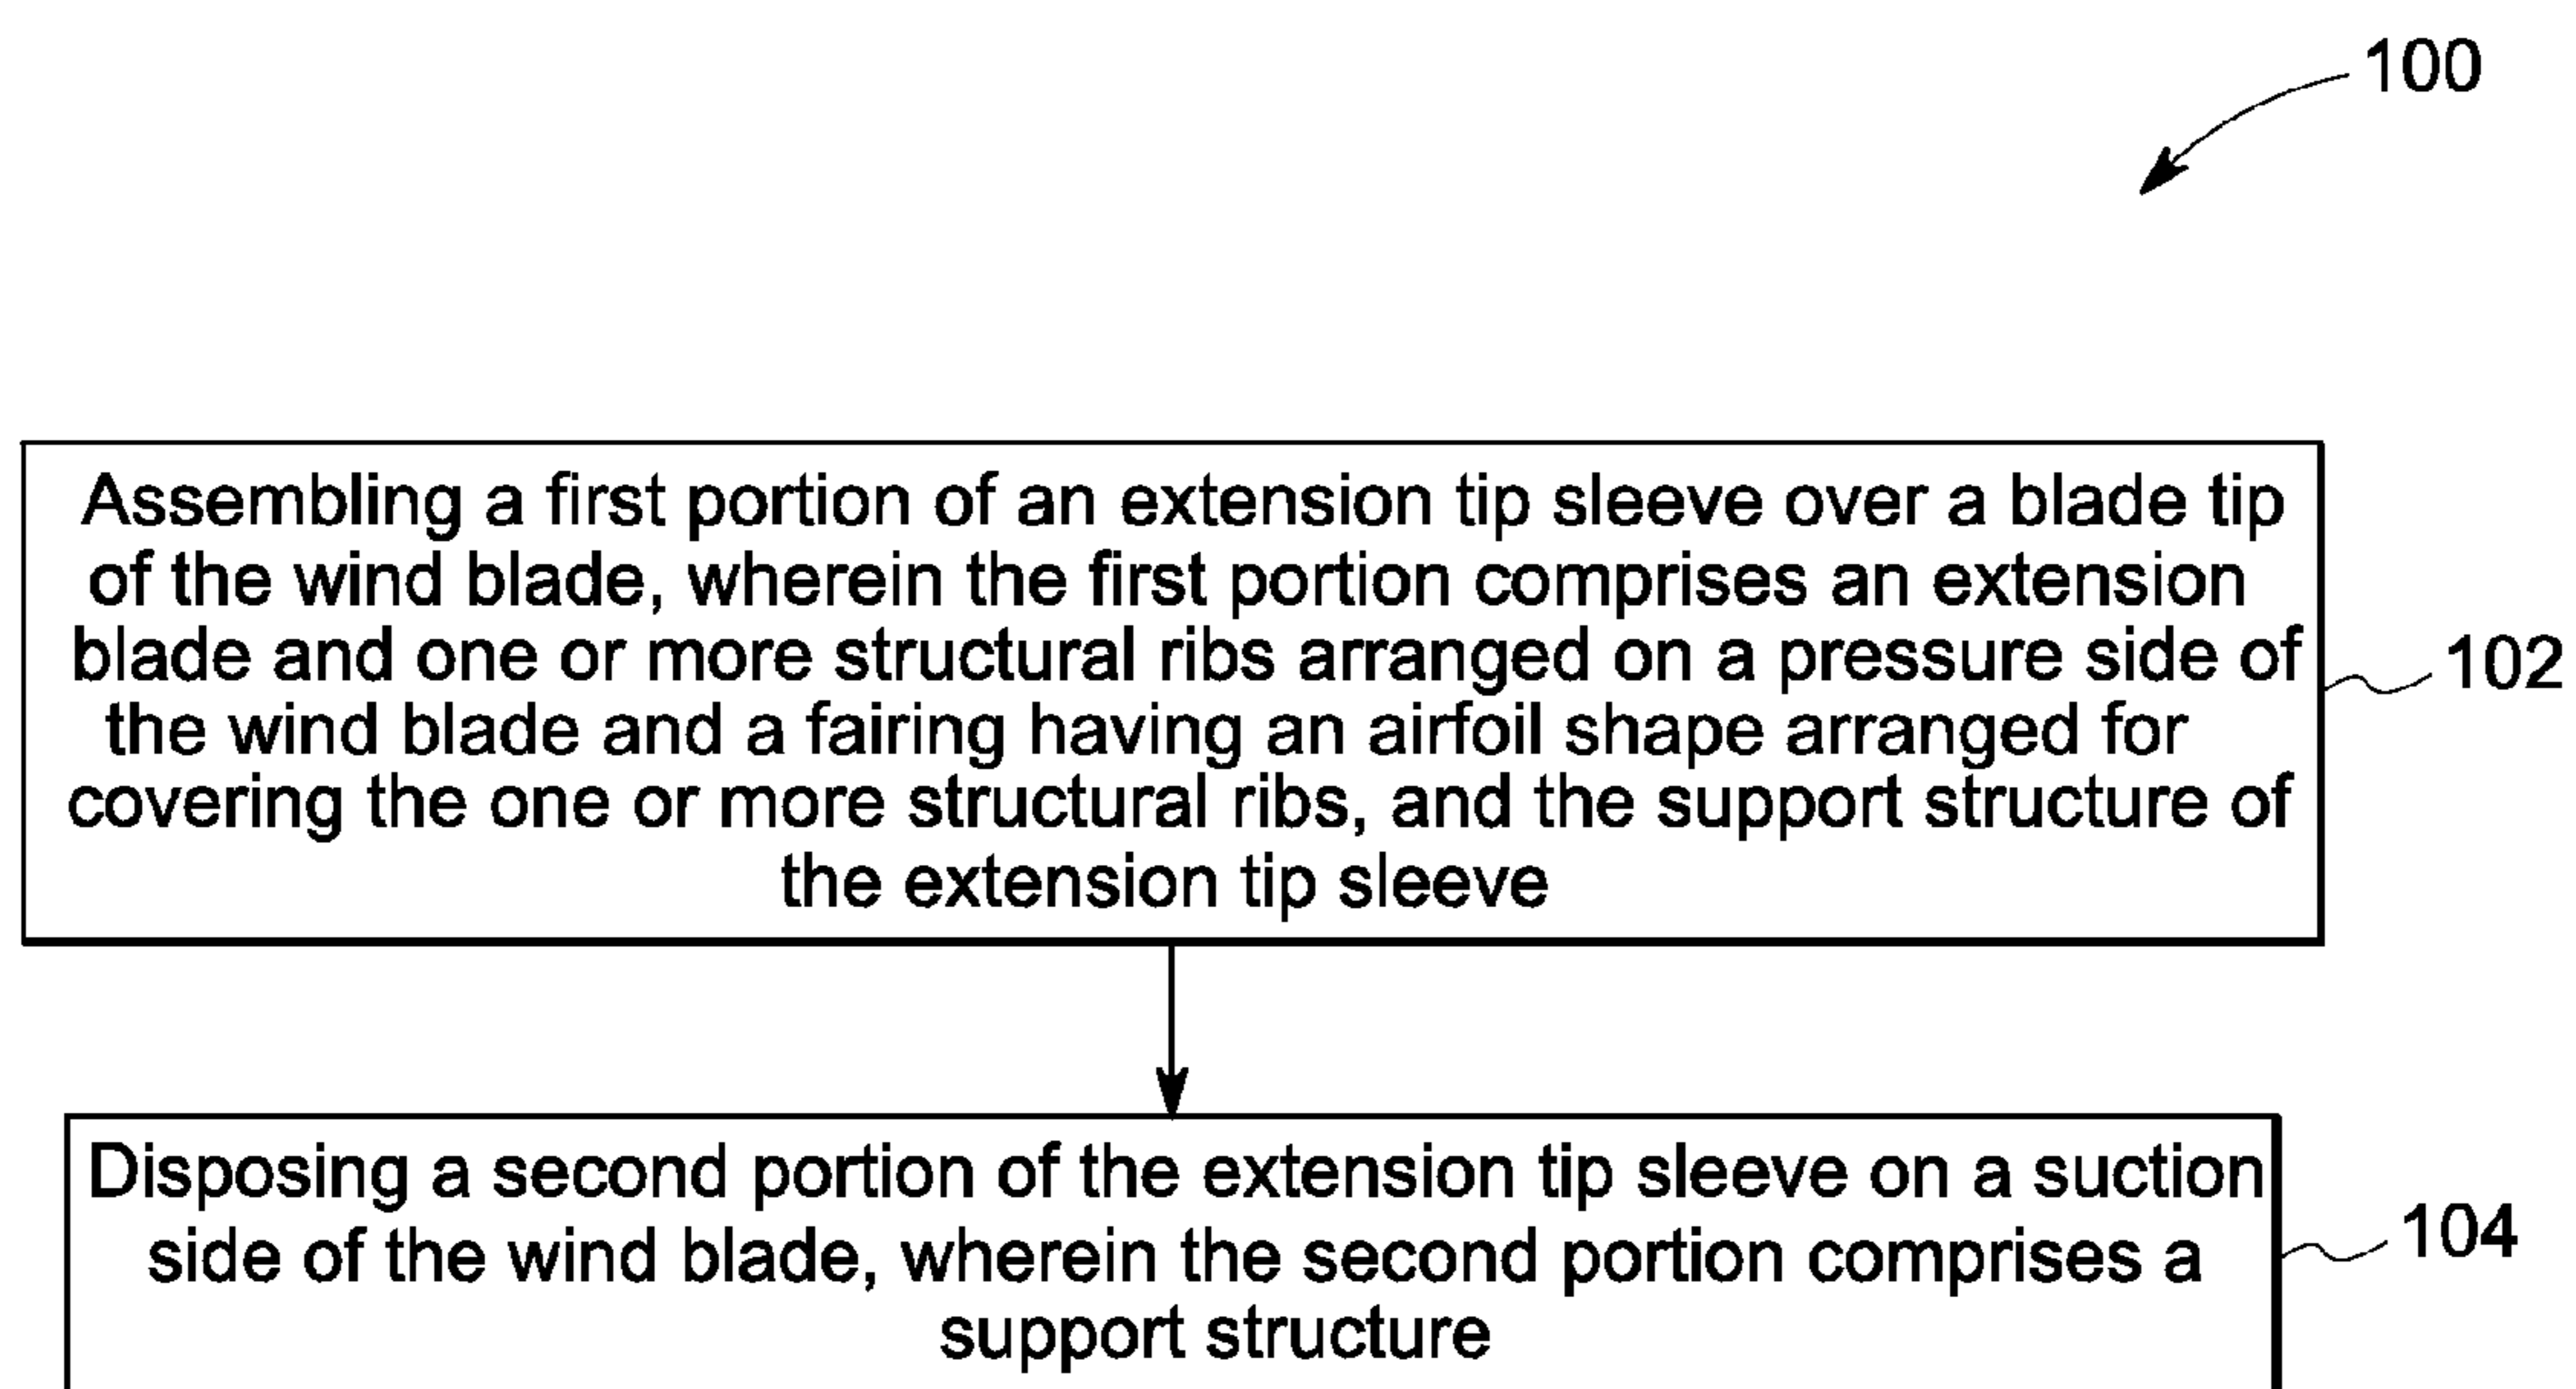 100
Assembling a first portion of an extension tip sleeve over a blade tip
of the wind blade, wherein the first portion comprises an extension
blade and one or more structural ribs arranged on a pressure side of
the wind blade and a fairing having an airfoil shape arranged for
covering the one or more structural ribs, and the support structure of
the extension tip sleeve
102
Disposing a second portion of the extension tip sleeve on a suction
side of the wind blade, wherein the second portion comprises a
support structure
104